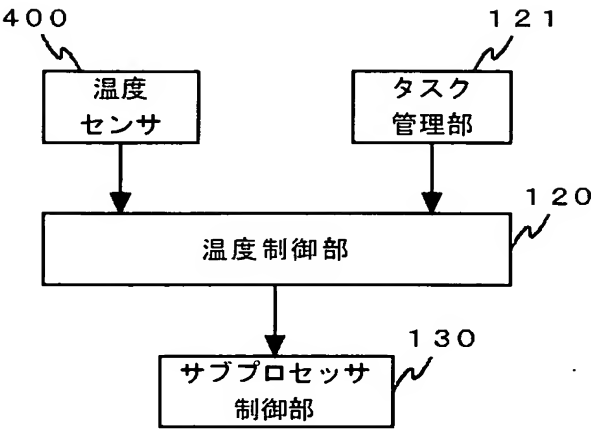 400
121
温度
センサ
タスク
管理部
120
温度制御部
130
サブプロセッサ
制御部